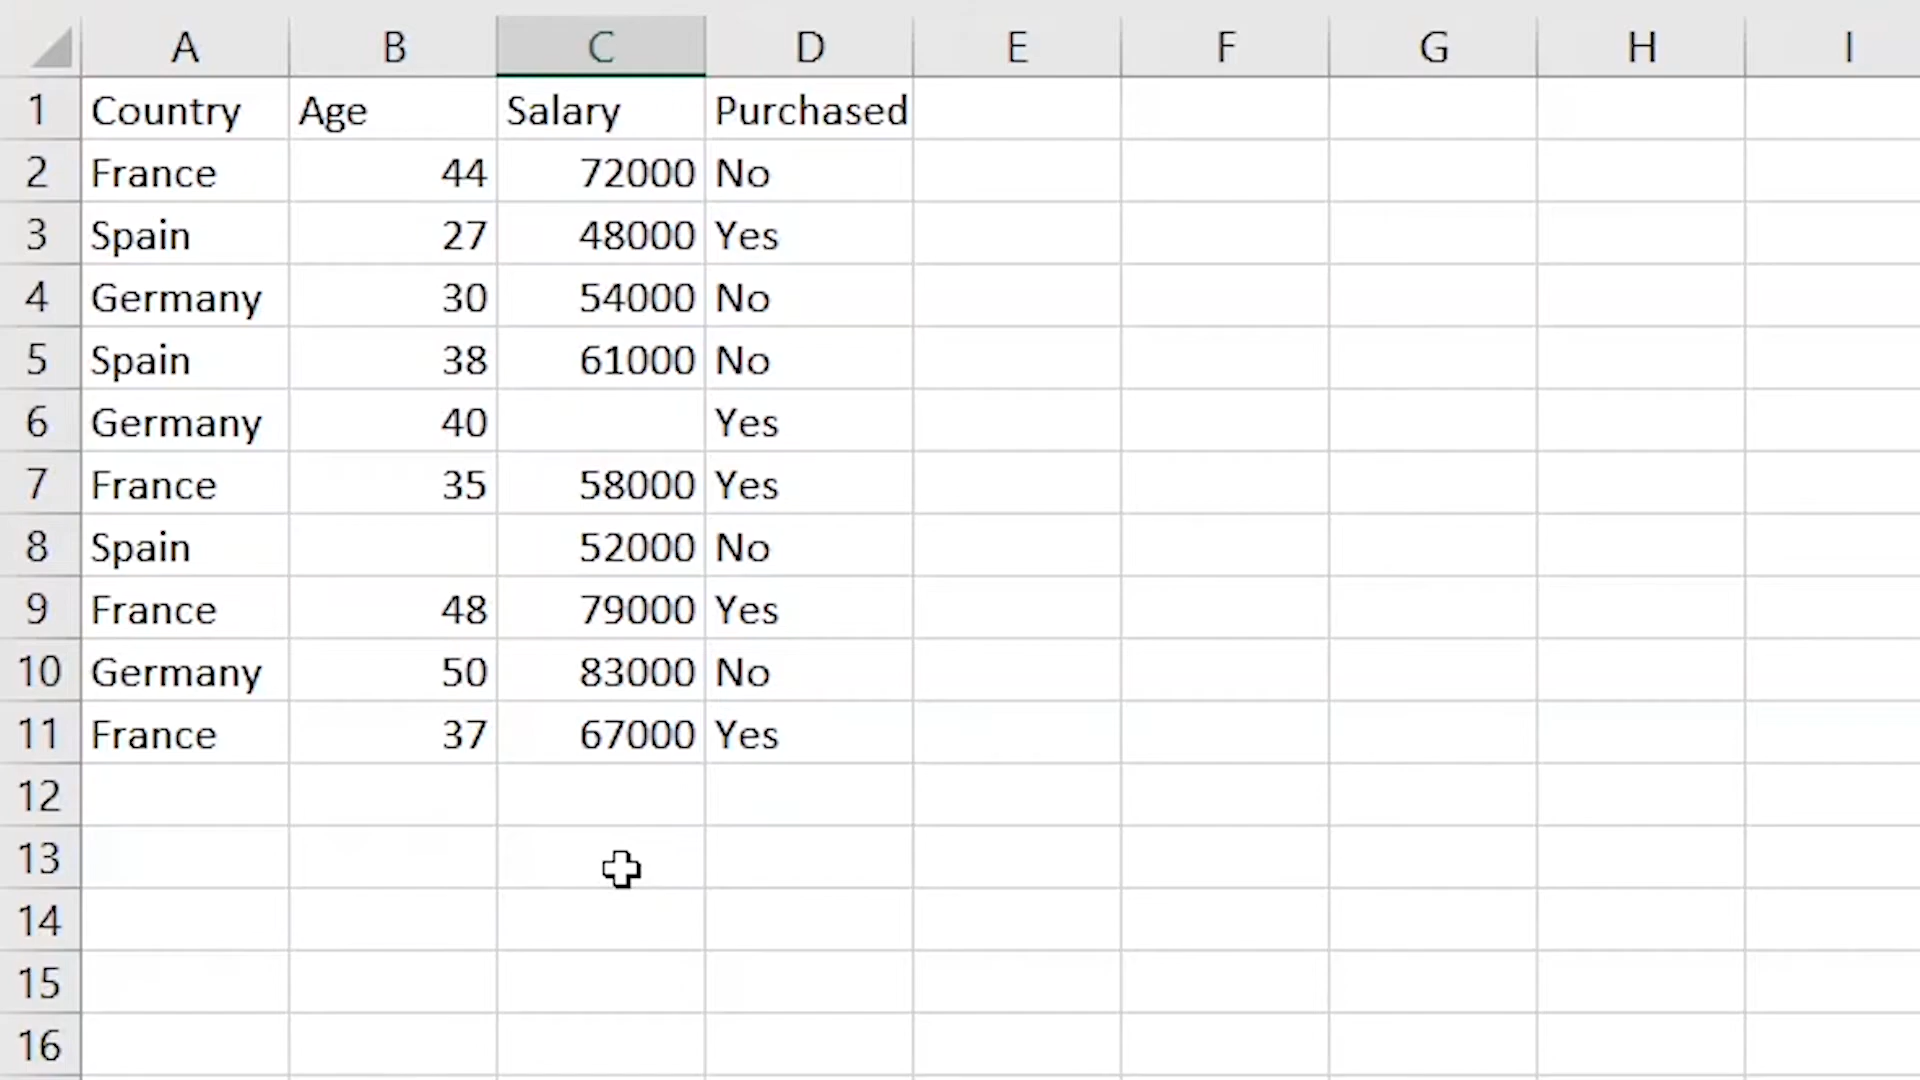 A B C D E F G H I
1 Country Age Salary Purchased
2 France 44 72000 No
3 Spain 27 48000 Yes
4 Germany 30 54000 No
5 Spain 38 61000 No
6 Germany 40 Yes
7 France 35 58000 Yes
8 Spain 52000 No
9 France 48 79000 Yes
10 Germany 50 83000 No
11 France 37 67000 Yes
12
13
14
15
16